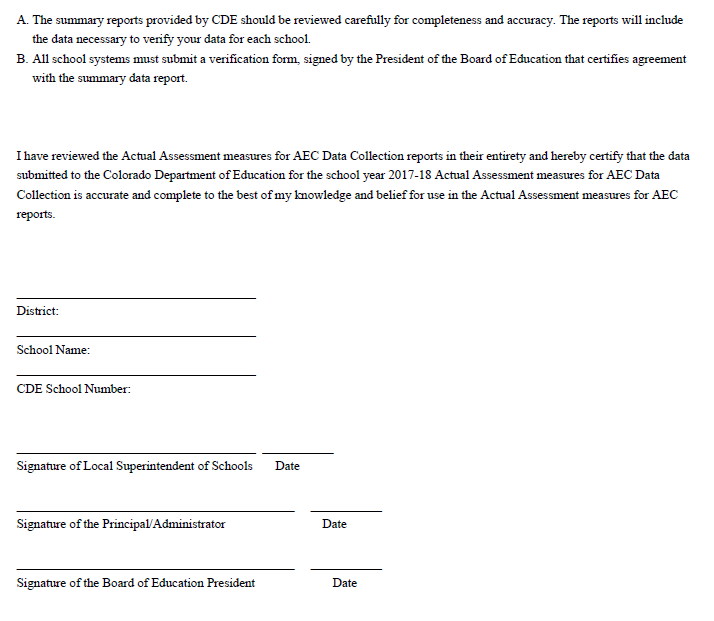 A. The summary reports provided by CDE should be reviewed carefully for completeness and accuracy. The reports will include
the data necessary to verify your data for each school.
B. All school systems must submit a verification form, signed by the President of the Board of Education that certifies agreement
with the summary data report.
I have reviewed the Actual Assessment measures for AEC Data Collection reports in their entirety and hereby certify that the data
submitted to the Colorado Department of Education for the school year 2017-18 Actual Assessment measures for AEC Data
Collection is accurate and complete to the best of my knowledge and belief for use in the Actual Assessment measures for AEC
reports.
District:
School Name:
CDE School Number:
Signature of Local Superintendent of Schools Date
Signature of the Principal/Administrator Date
Signature of the Board of Education President Date